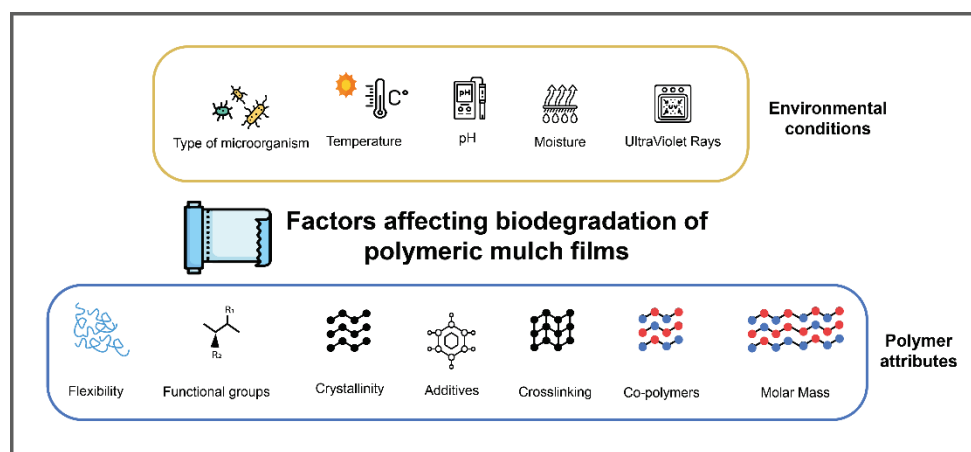 Type of microorganism
Temperature
C°
pH
pH
Moisture
UV
UltraViolet Rays
Environmental
conditions
Factors affecting biodegradation of
polymeric mulch films
R₁
R₂
Flexibility
Functional groups
Crystallinity
Additives
Crosslinking
Co-polymers
Molar Mass
Polymer
attributes